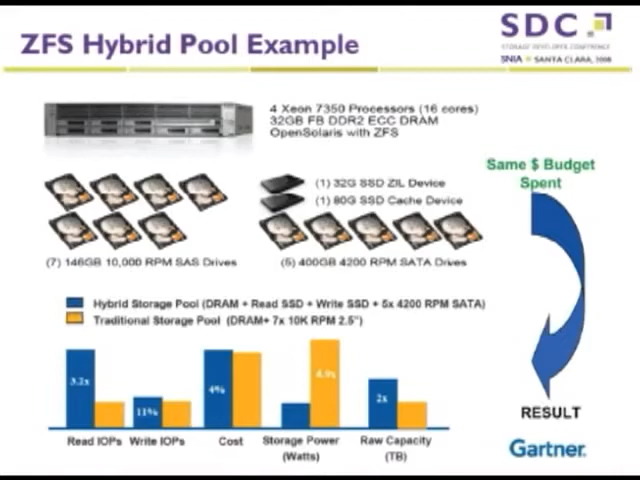 ZFS Hybrid Pool Example
SDC
STORAGE DEVELOPER CONFERENCE
SNIA ▪ SANTA CLARA, 2008
4 Xeon 7350 Processors (16 cores)
32GB FB DDR2 ECC DRAM
OpenSolaris with ZFS
Same $ Budget
Spent
(1) 32G SSD ZIL Device
(1) 80G SSD Cache Device
(7) 146GB 10,000 RPM SAS Drives
(5) 400GB 4200 RPM SATA Drives
Hybrid Storage Pool (DRAM + Read SSD + Write SSD + 5x 4200 RPM SATA)
Traditional Storage Pool (DRAM+ 7x 10K RPM 2.5")
3.2x
11%
4%
4.9x
2x
Read IOPs
Write IOPs
Cost
Storage Power
(Watts)
Raw Capacity
(TB)
RESULT
Gartner